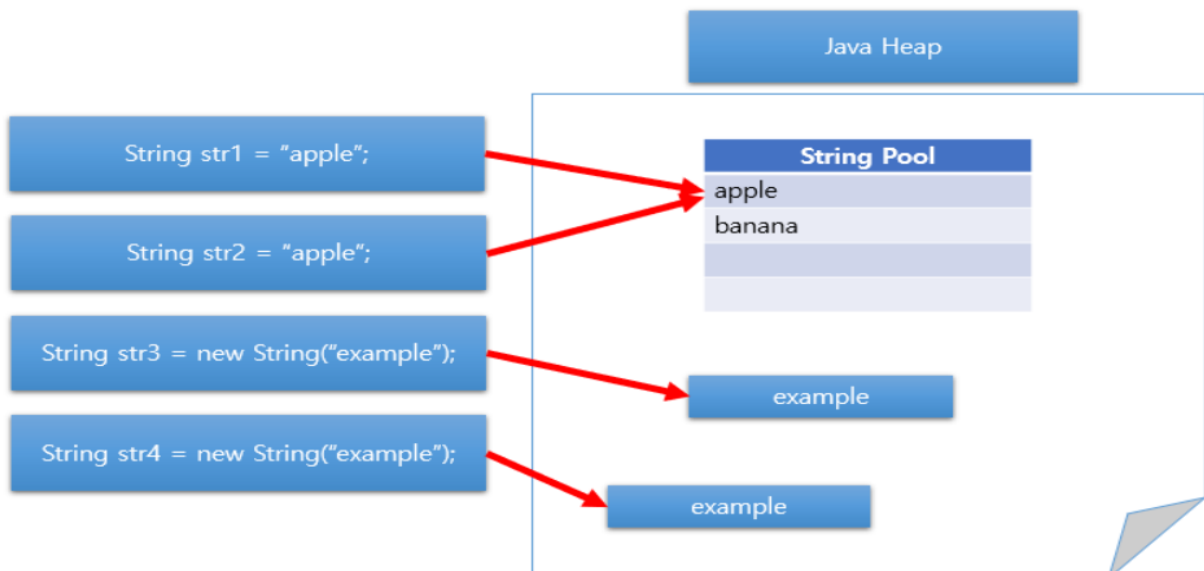 Java Heap
String str1 = “apple”;
String str2 = “apple”;
String str3 = new String(“example”);
String str4 = new String(“example”);
String Pool
apple
banana
example
example